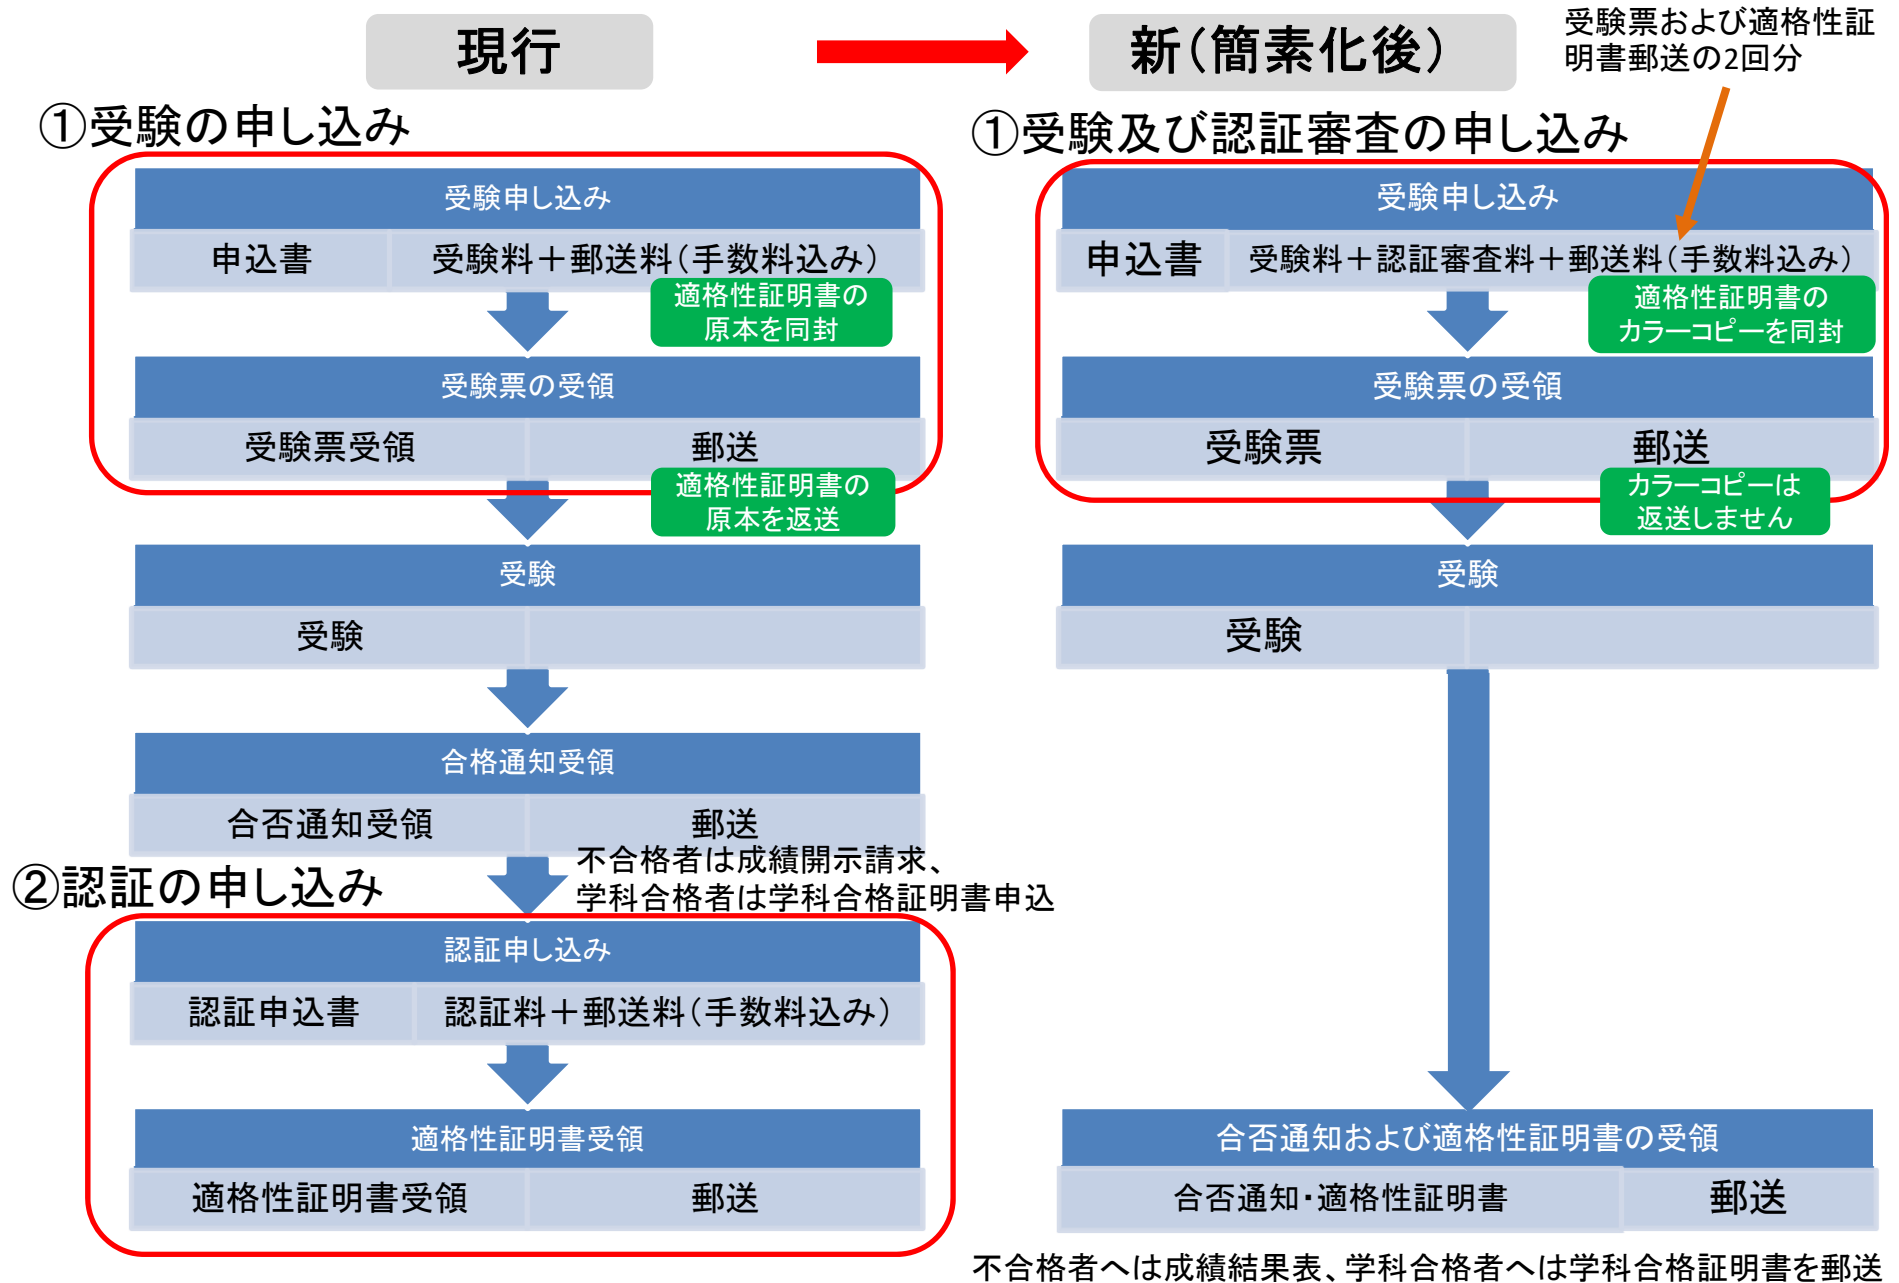 現行
①受験の申し込み
受験申し込み
申込書
受験料＋郵送料（手数料込み）
適格性証明書の
原本を同封
受験票の受領
受験票受領
郵送
適格性証明書の
原本を返送
受験
受験
合格通知受領
合否通知受領
郵送
不合格者は成績開示請求、
学科合格者は学科合格証明書申込
②認証の申し込み
認証申し込み
認証申込書
認証料＋郵送料（手数料込み）
適格性証明書受領
適格性証明書受領
郵送
新（簡素化後）
受験票および適格性証
明書郵送の2回分
①受験及び認証審査の申し込み
受験申し込み
申込書
受験料＋認証審査料＋郵送料（手数料込み）
適格性証明書の
カラーコピーを同封
受験票の受領
受験票
郵送
カラーコピーは
返送しません
受験
受験
合否通知および適格性証明書の受領
合否通知・適格性証明書
郵送
不合格者へは成績結果表、学科合格者へは学科合格証明書を郵送